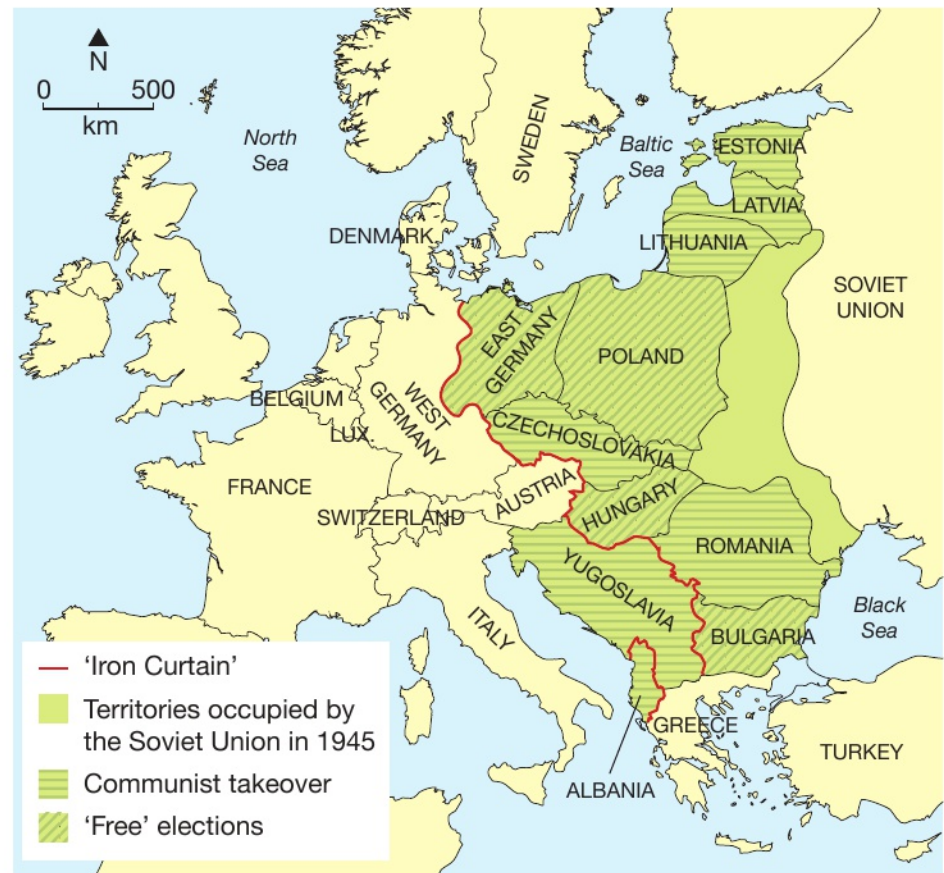 N
0 500
km
North
Sea
SWEDEN
Baltic
Sea
ESTONIA
LATVIA
LITHUANIA
DENMARK
SOVIET
UNION
EAST
GERMANY
POLAND
BELGIUM
WEST
GERMANY
LUX.
CZECHOSLOVAKIA
FRANCE
AUSTRIA
SWITZERLAND
HUNGARY
ROMANIA
YUGOSLAVIA
ITALY
BULGARIA
Black
Sea
GREECE
TURKEY
ALBANIA
‘Iron Curtain’
Territories occupied by
the Soviet Union in 1945
Communist takeover
‘Free’ elections